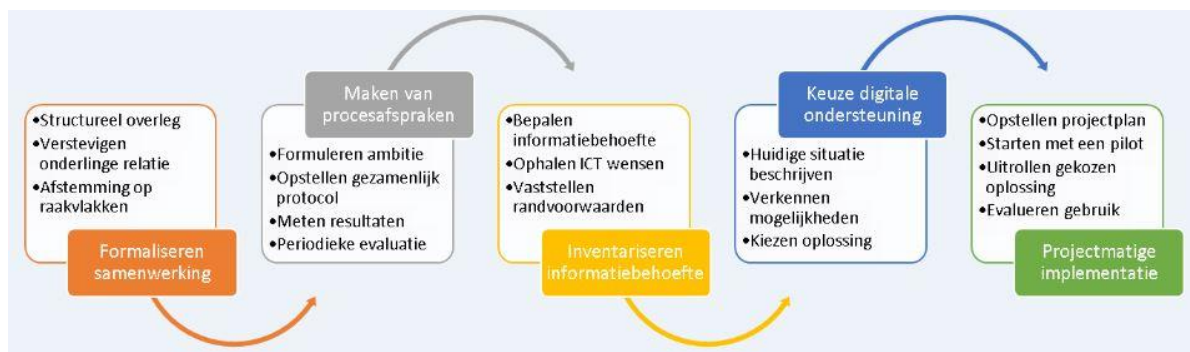 •Structureel overleg
•Verstevigen
onderlinge relatie
•Afstemming op
raakvlakken
Formaliseren
samenwerking
Maken van
procesafspraken
•Formuleren ambitie
•Opstellen gezamenlijk
protocol
•Meten resultaten
•Periodieke evaluatie
•Bepalen
informatiebehoefte
•Ophalen ICT wensen
•Vaststellen
randvoorwaarden
Inventariseren
informatiebehoefte
Keuze digitale
ondersteuning
•Huidige situatie
beschrijven
•Verkennen
mogelijkheden
•Kiezen oplossing
•Opstellen projectplan
•Starten met een pilot
•Uitrollen gekozen
oplossing
•Evalueren gebruik
Projectmatige
implementatie